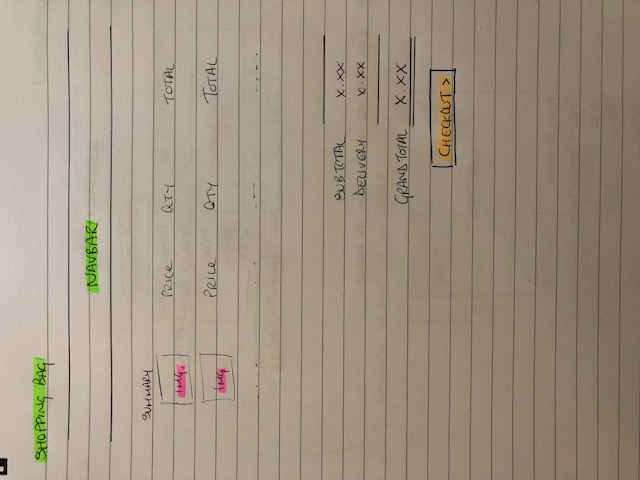 SHOPPING BAG
NAVBAR
SUMMARY
IMG. PRICE QTY TOTAL
IMG PRICE QTY TOTAL
SUBTOTAL X.XX
DELIVERY X.XX
GRAND TOTAL X.XX
CHECKOUT >